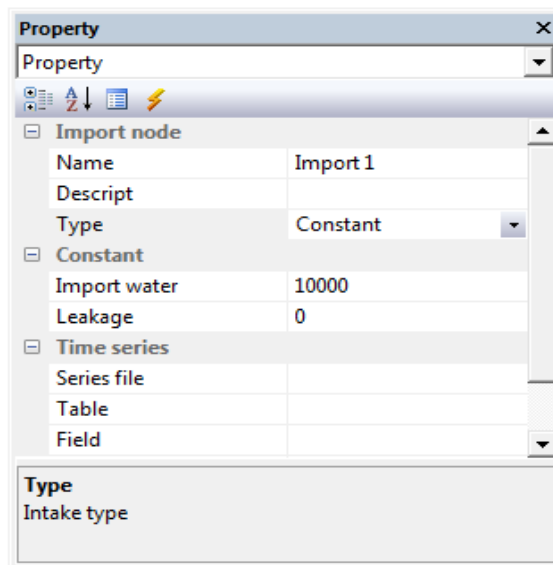 Property
Property
Import node
Name Import 1
Descript
Type Constant
Constant
Import water 10000
Leakage 0
Time series
Series file
Table
Field
Type
Intake type